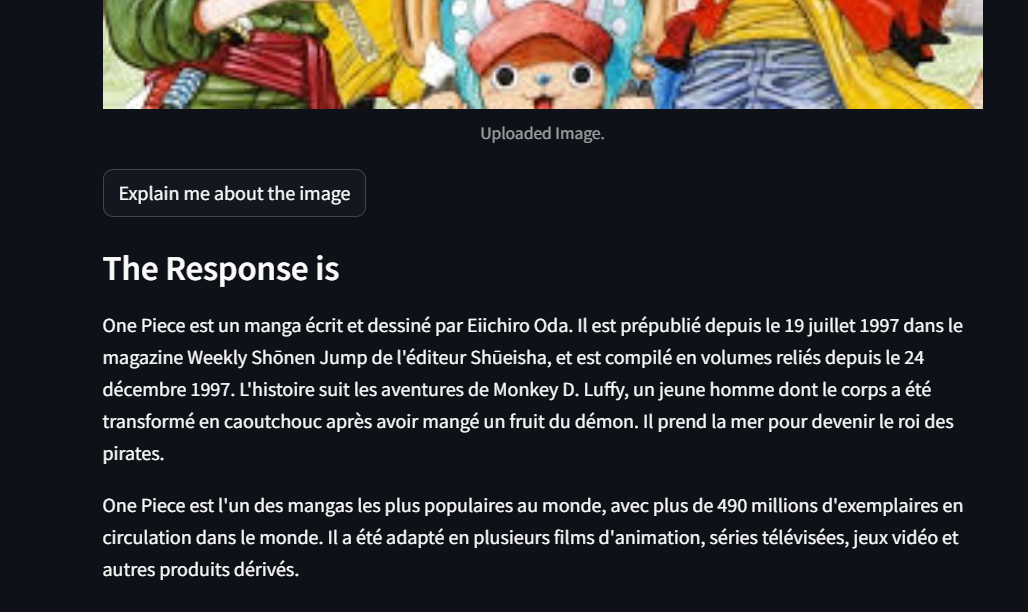 Uploaded Image.
Explain me about the image
The Response is
One Piece est un manga écrit et dessiné par Eiichiro Oda. Il est prépublié depuis le 19 juillet 1997 dans le
magazine Weekly Shōnen Jump de l'éditeur Shūeisha, et est compilé en volumes reliés depuis le 24
décembre 1997. L'histoire suit les aventures de Monkey D. Luffy, un jeune homme dont le corps a été
transformé en caoutchouc après avoir mangé un fruit du démon. Il prend la mer pour devenir le roi des
pirates.
One Piece est l'un des mangas les plus populaires au monde, avec plus de 490 millions d'exemplaires en
circulation dans le monde. Il a été adapté en plusieurs films d'animation, séries télévisées, jeux vidéo et
autres produits dérivés.